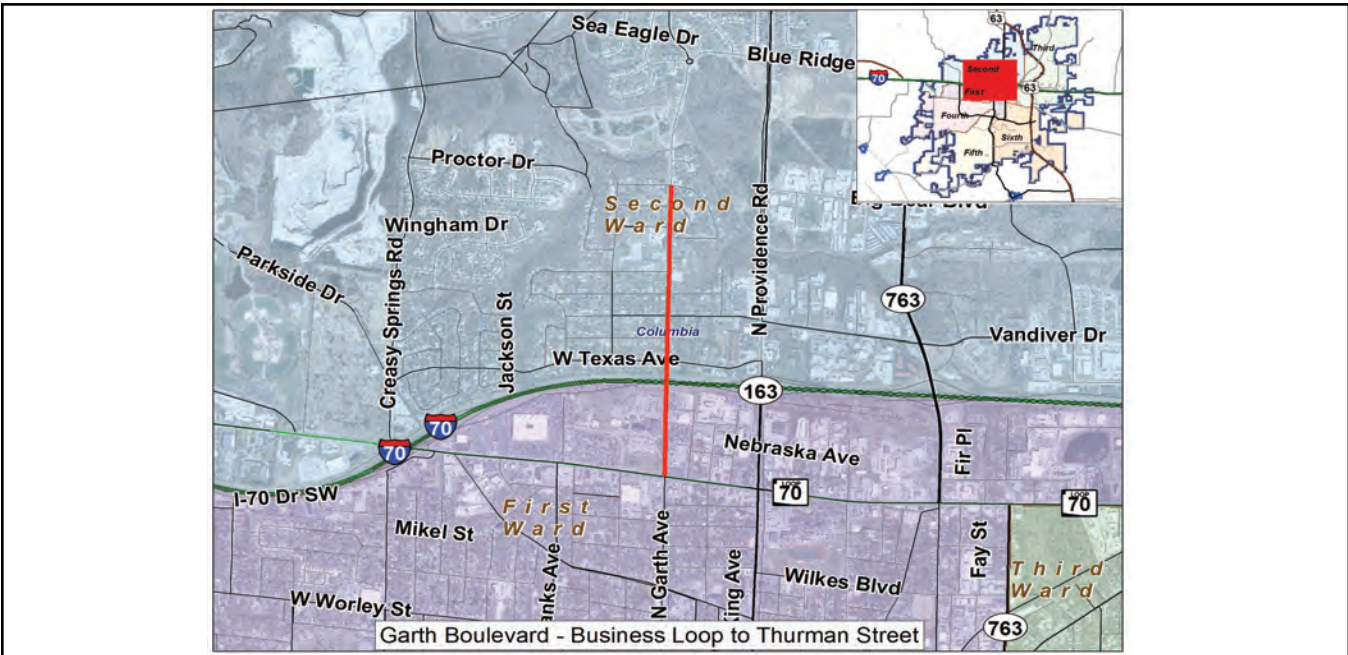 Sea Eagle Dr
Blue Ridge
63
Third
Second
70
63
First
Fourth
Sixth
Fifth
Proctor Dr
Second
Ward
N Providence Rd
Wingham Dr
Creasy Springs Rd
Parkside Dr
Jackson St
763
Columbia
Vandiver Dr
W Texas Ave
163
70
70
Nebraska Ave
Fir Pl
I-70 Dr SW
LOOP
70
LOOP
70
First
Ward
Mikel St
N Garth Ave
Fay St
Third
Ward
Wilkes Blvd
W Worley St
763
Garth Boulevard - Business Loop to Thurman Street